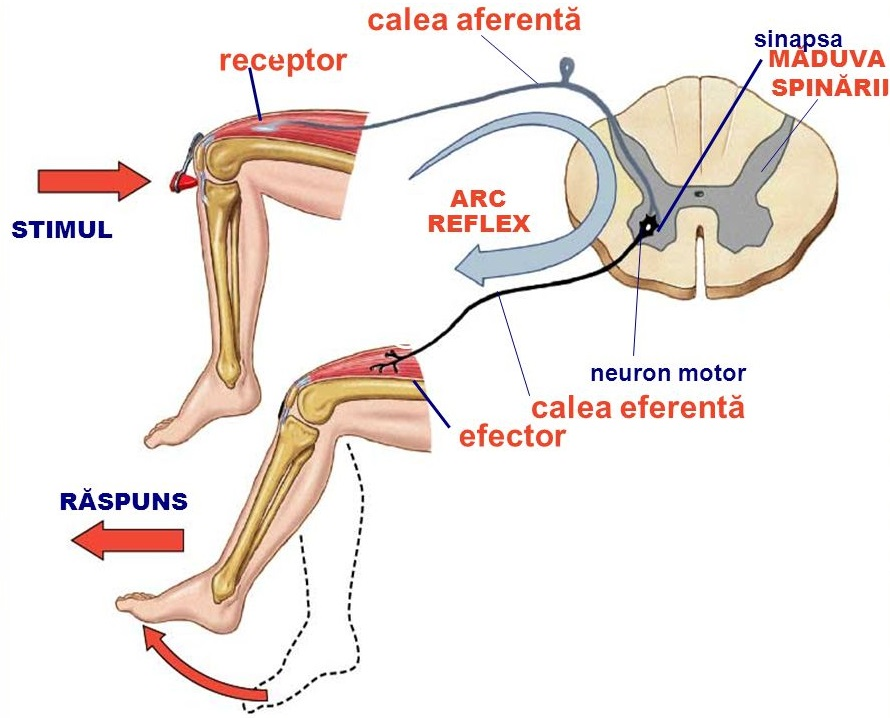 calea aferentă
receptor
sinapsa
MĂDUVA
SPINĂRII
STIMUL
ARC
REFLEX
neuron motor
calea eferentă
efector
RĂSPUNS